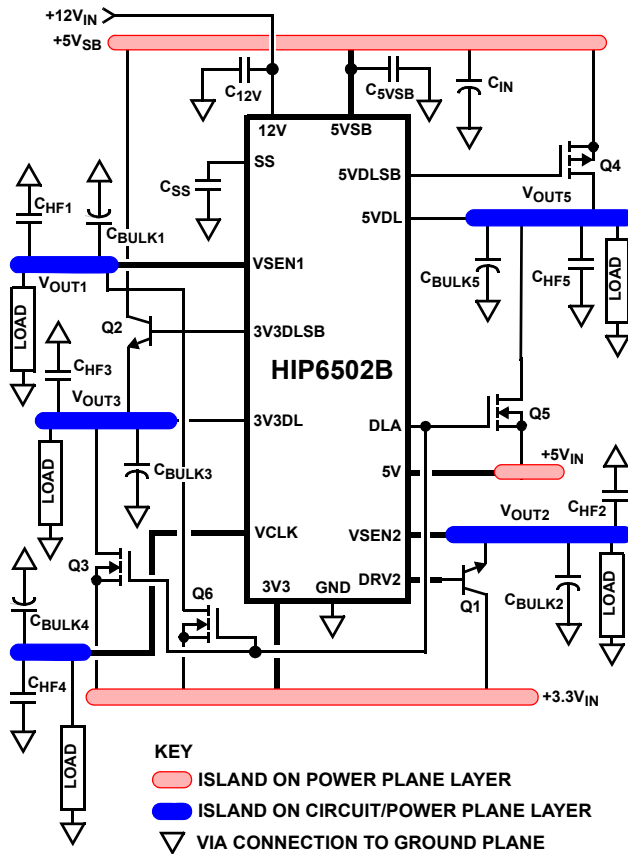 +12VIN
+5VSB
C12V
C5VSB
CIN
12V
5VSB
SS
CSS
5VDLSB
Q4
VOUT5
5VDL
CHF1
CBULK1
VSEN1
VOUT1
LOAD
CBULK5
CHF5
LOAD
Q2
3V3DLSB
CHF3
HIP6502B
VOUT3
3V3DL
DLA
Q5
+5VIN
5V
CBULK3
LOAD
VCLK
VSEN2
VOUT2
CHF2
Q3
3V3
GND
DRV2
Q1
CBULK2
LOAD
Q6
CBULK4
CHF4
LOAD
+3.3VIN
KEY
ISLAND ON POWER PLANE LAYER
ISLAND ON CIRCUIT/POWER PLANE LAYER
VIA CONNECTION TO GROUND PLANE